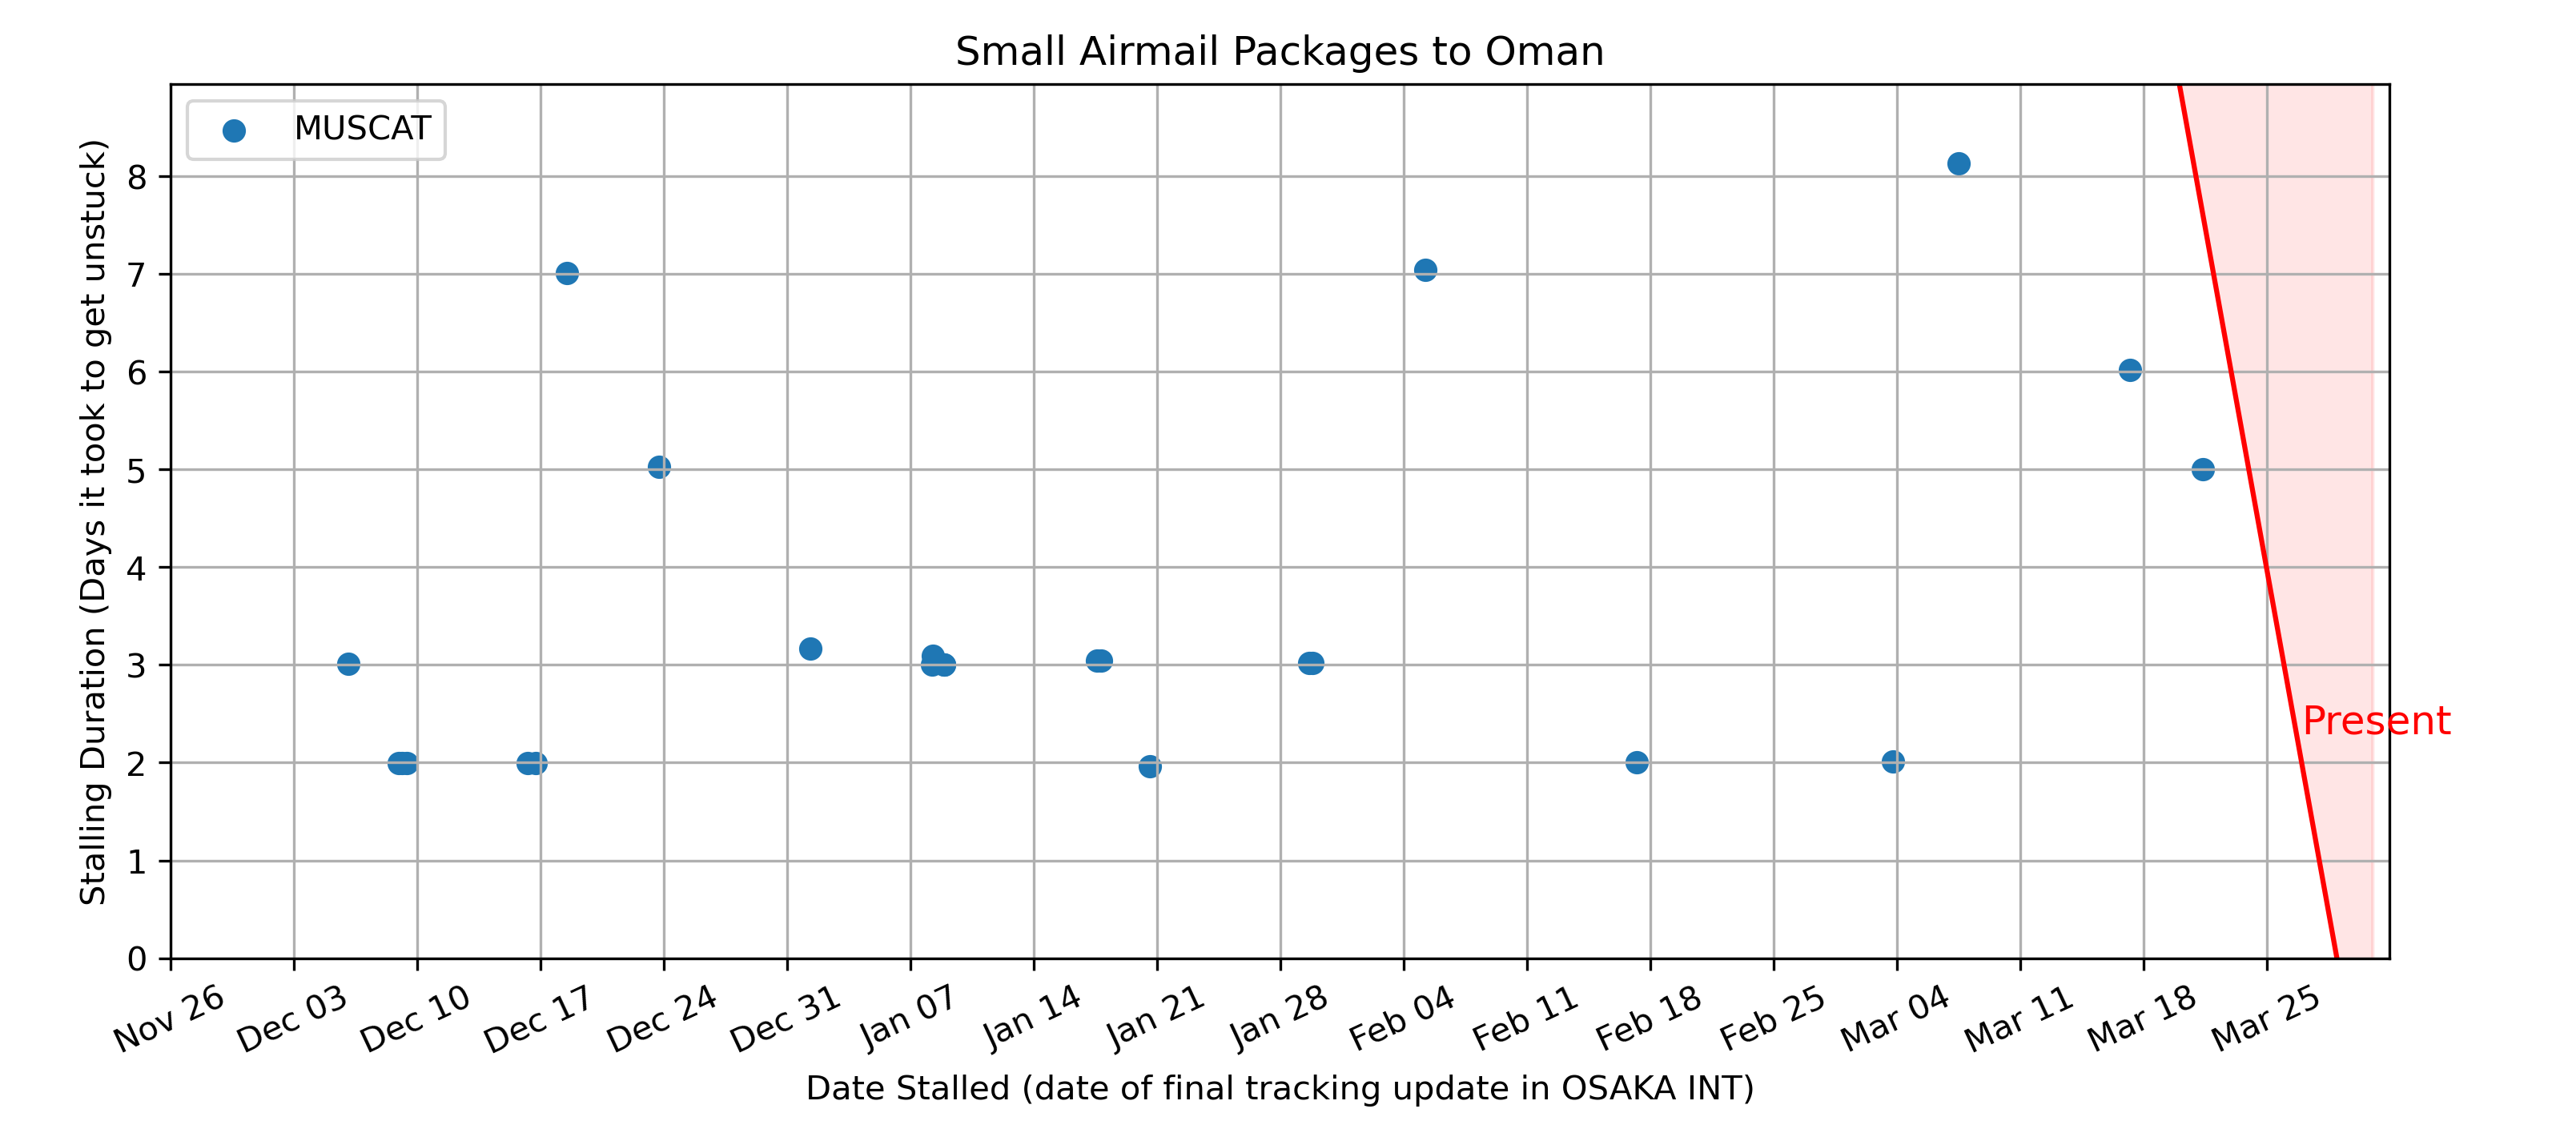 Small Airmail Packages to Oman
MUSCAT
Stalling Duration (Days it took to get unstuck)
8
7
6
5
4
3
2
1
0
Present
Nov 26
Dec 03
Dec 10
Dec 17
Dec 24
Dec 31
Jan 07
Jan 14
Jan 21
Jan 28
Feb 04
Feb 11
Feb 18
Feb 25
Mar 04
Mar 11
Mar 18
Mar 25
Date Stalled (date of final tracking update in OSAKA INT)